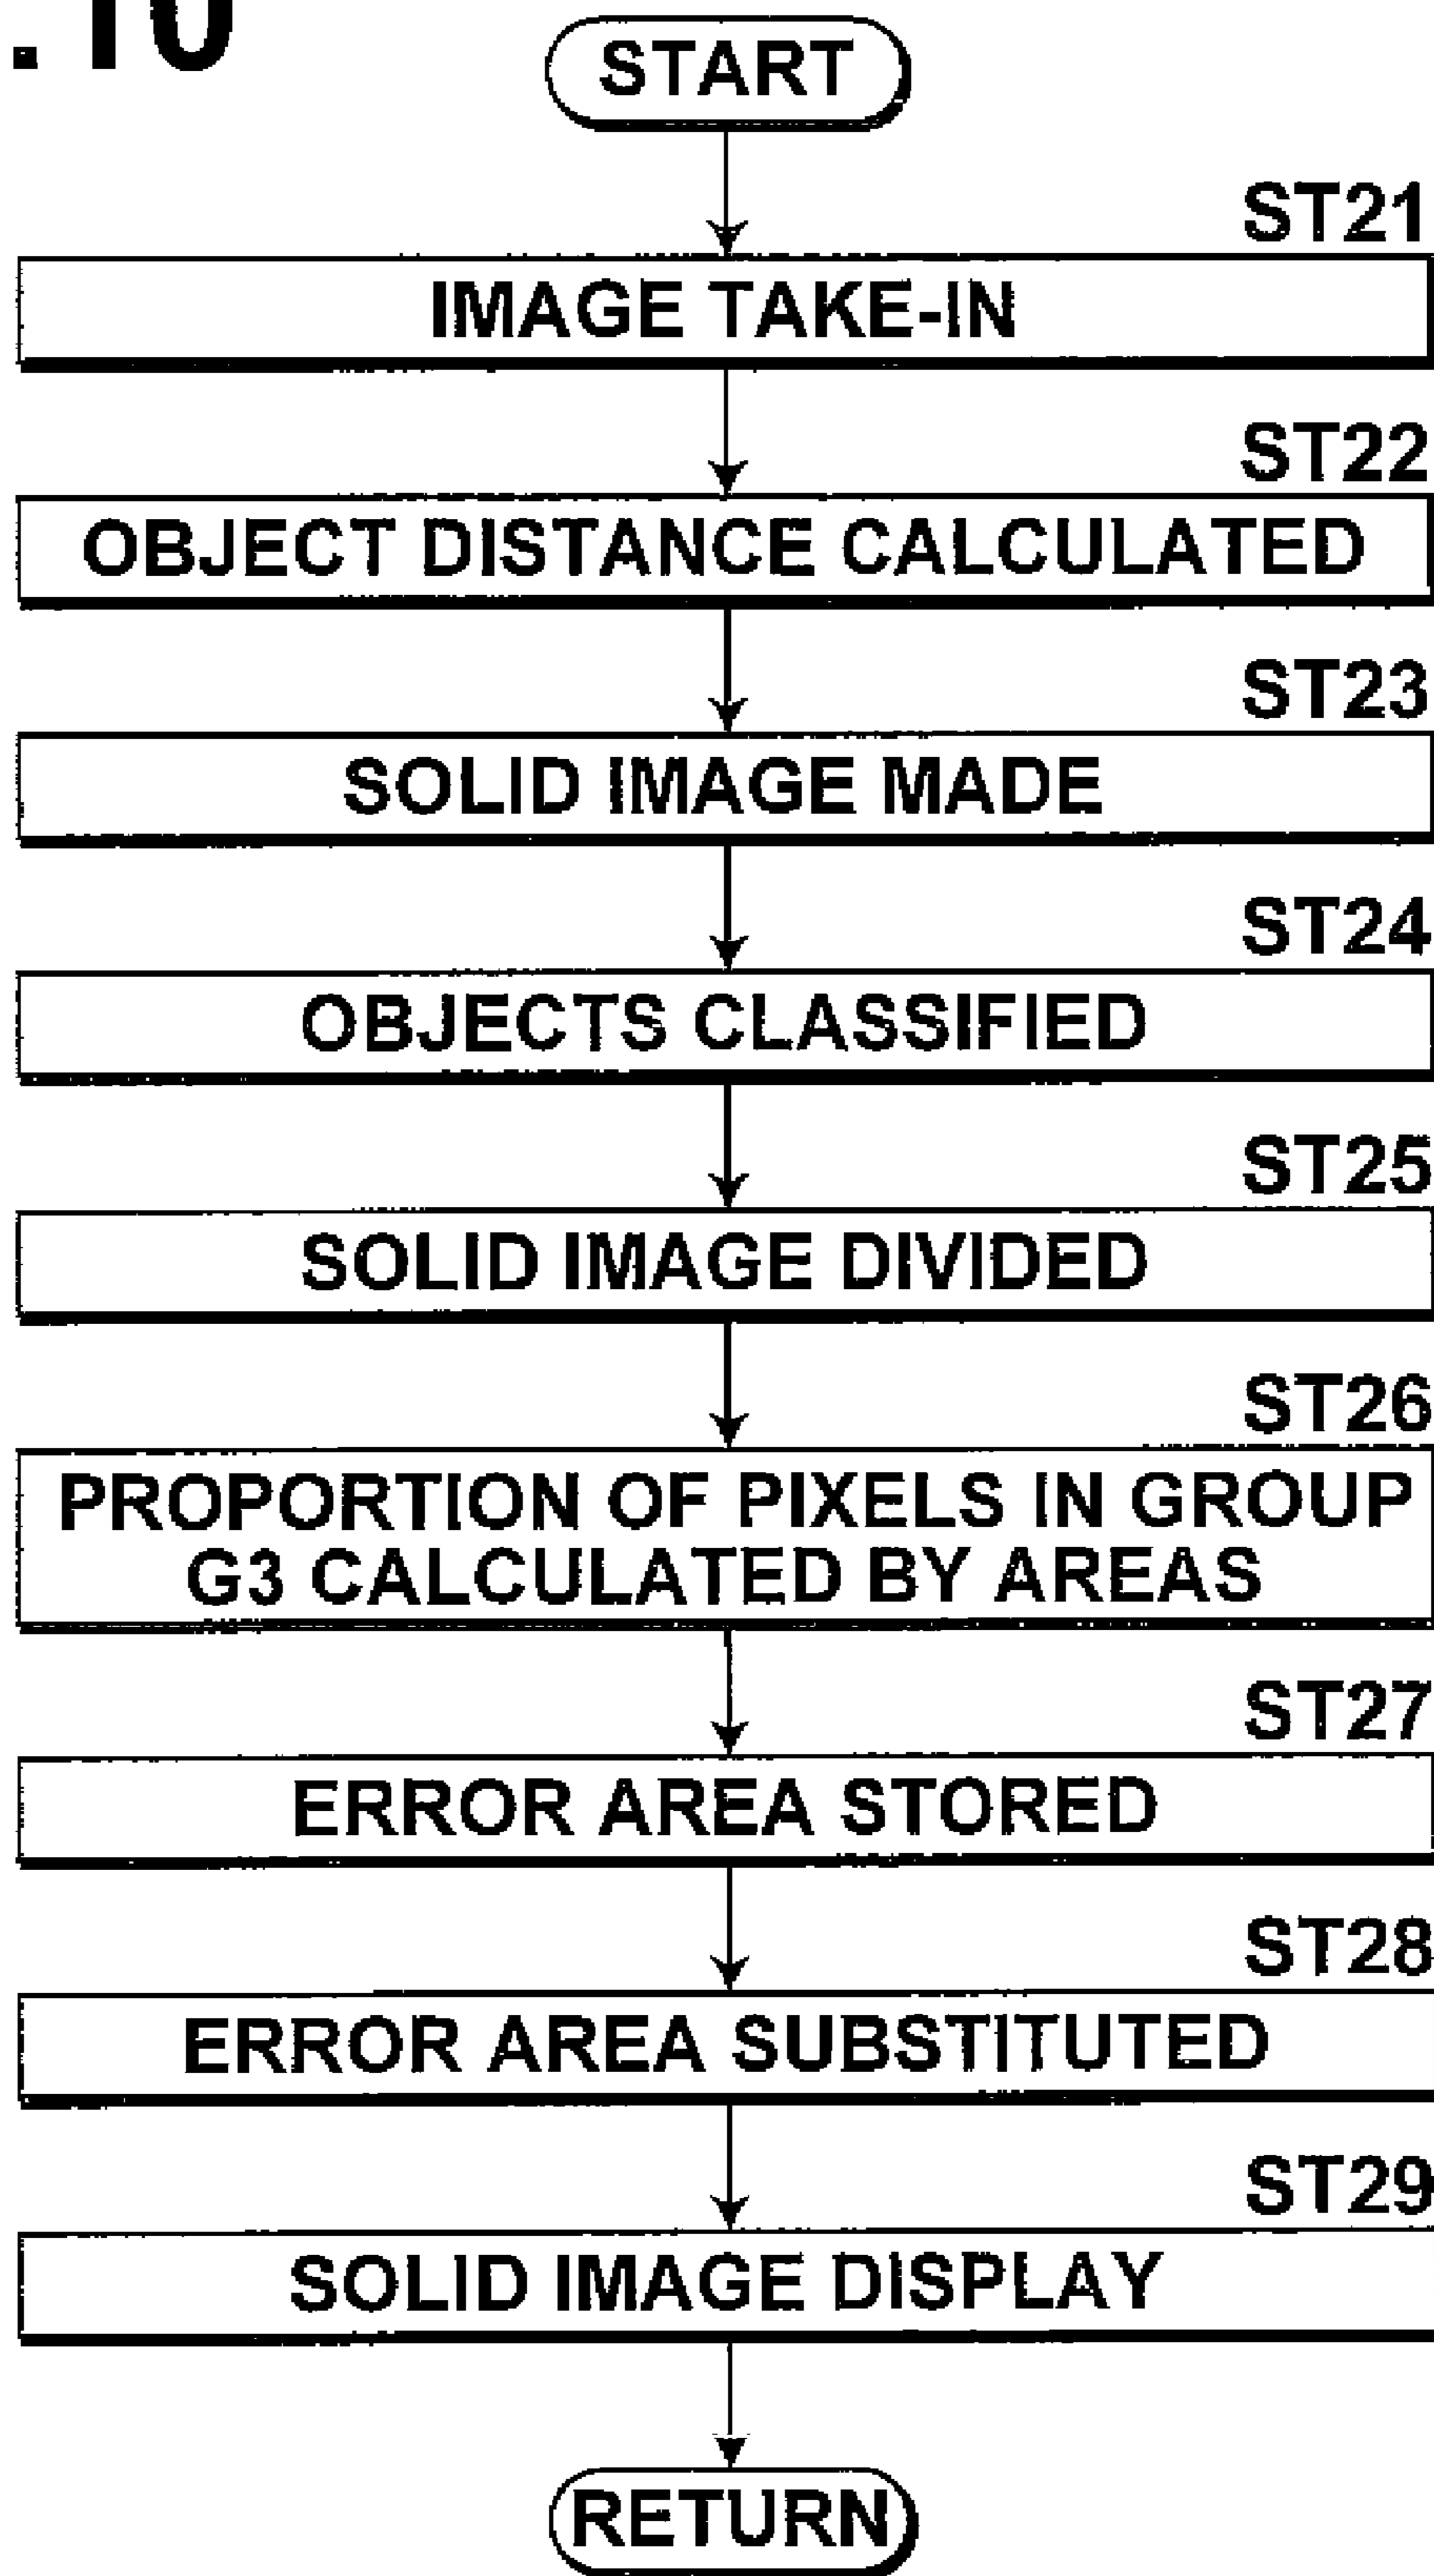 .10
START
ST21
IMAGE TAKE-IN
ST22
OBJECT DISTANCE CALCULATED
ST23
SOLID IMAGE MADE
ST24
OBJECTS CLASSIFIED
ST25
SOLID IMAGE DIVIDED
ST26
PROPORTION OF PIXELS IN GROUP
G3 CALCULATED BY AREAS
ST27
ERROR AREA STORED
ST28
ERROR AREA SUBSTITUTED
ST29
SOLID IMAGE DISPLAY
RETURN